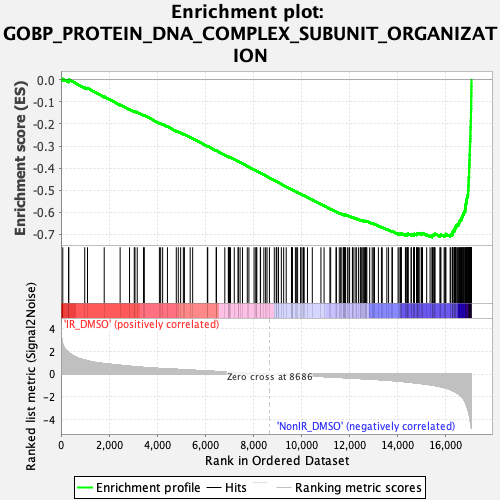 Enrichment plot:
GOBP_PROTEIN_DNA_COMPLEX_SUBUNIT_ORGANIZAT
ION
Enrichment score (ES)
0.0
-0.1
-0.2
-0.3
-0.4
-0.5
-0.6
-0.7
'IR_DMSO' (positively correlated)
Ranked list metric (Signal2Noise)
4
2
0
-2
-4
Zero cross at 8686
'NonIR_DMSO' (negatively correlated)
0
2,000
4,000
6,000
8,000
10,000
12,000
14,000
16,000
Rank in Ordered Dataset
Enrichment profile
Hits
Ranking metric scores